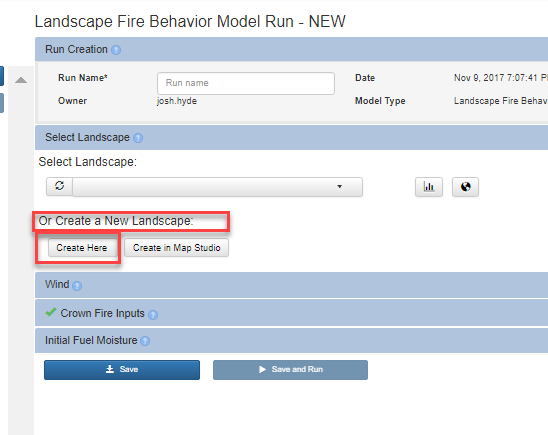 Landscape Fire Behavior Model Run - NEW
Run Creation ?
Run Name* Run name Date Nov 9, 2017 7:07:41
Owner josh.hyde Model Type Landscape Fire
Select Landscape ?
Select Landscape:
Or Create a New Landscape:
Create Here Create in Map Studio
Wind ?
Crown Fire Inputs ?
Initial Fuel Moisture ?
Save Save and Run